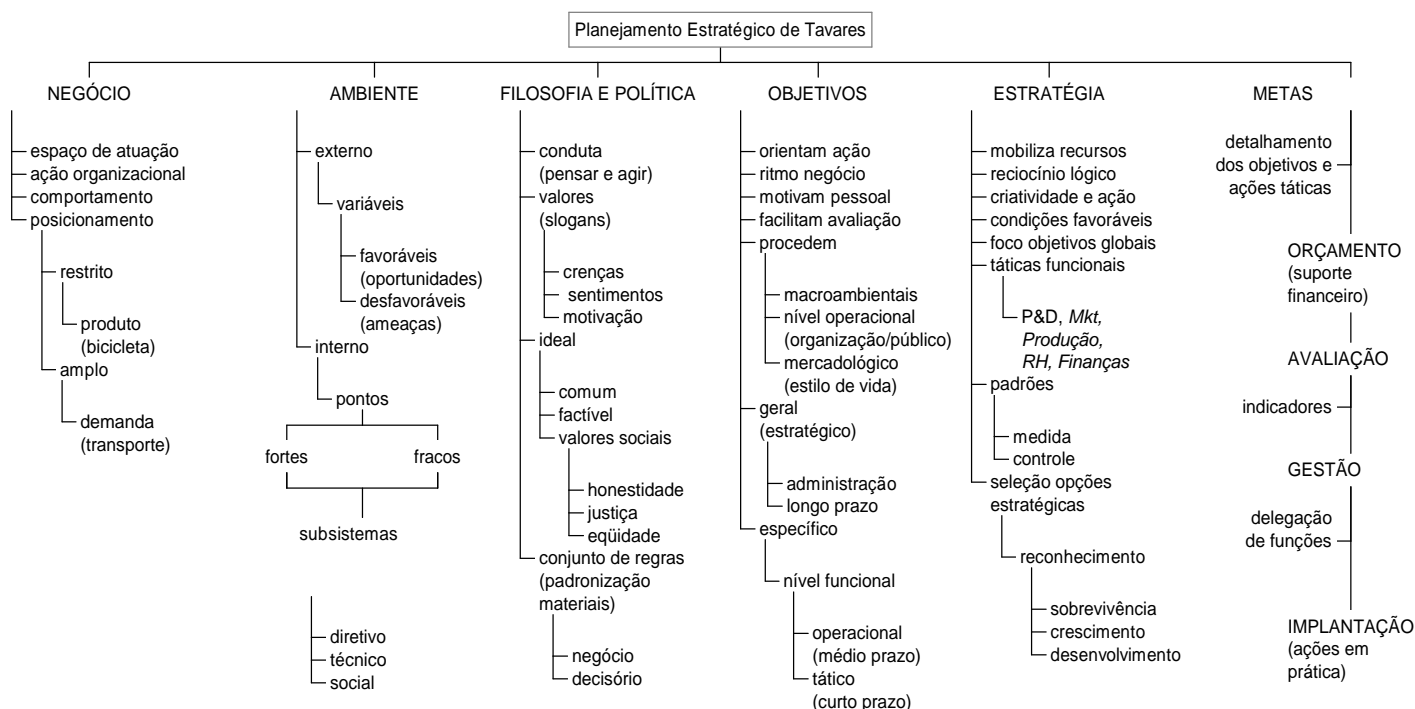 Planejamento Estratégico de Tavares
NEGÓCIO
espaço de atuação
ação organizacional
comportamento
posicionamento
restrito
produto
(bicicleta)
amplo
demanda
(transporte)
AMBIENTE
externo
variáveis
favoráveis
(oportunidades)
desfavoráveis
(ameaças)
interno
pontos
fortes
fracos
subsistemas
diretivo
técnico
social
FILOSOFIA E POLÍTICA
conduta
(pensar e agir)
valores
(slogans)
crenças
sentimentos
motivação
ideal
comum
factível
valores sociais
honestidade
justiça
eqüidade
conjunto de regras
(padronização
materiais)
negócio
decisório
OBJETIVOS
orientam ação
ritmo negócio
motivam pessoal
facilitam avaliação
procedem
macroambientais
nível operacional
(organização/público)
mercadológico
(estilo de vida)
geral
(estratégico)
administração
longo prazo
específico
nível funcional
operacional
(médio prazo)
tático
(curto prazo)
ESTRATÉGIA
mobiliza recursos
reciocínio lógico
criatividade e ação
condições favoráveis
foco objetivos globais
táticas funcionais
P&D, Mkt,
Produção,
RH, Finanças
padrões
medida
controle
seleção opções
estratégicas
reconhecimento
sobrevivência
crescimento
desenvolvimento
METAS
detalhamento
dos objetivos e
ações táticas
ORÇAMENTO
(suporte
financeiro)
AVALIAÇÃO
indicadores
GESTÃO
delegação
de funções
IMPLANTAÇÃO
(ações em
prática)